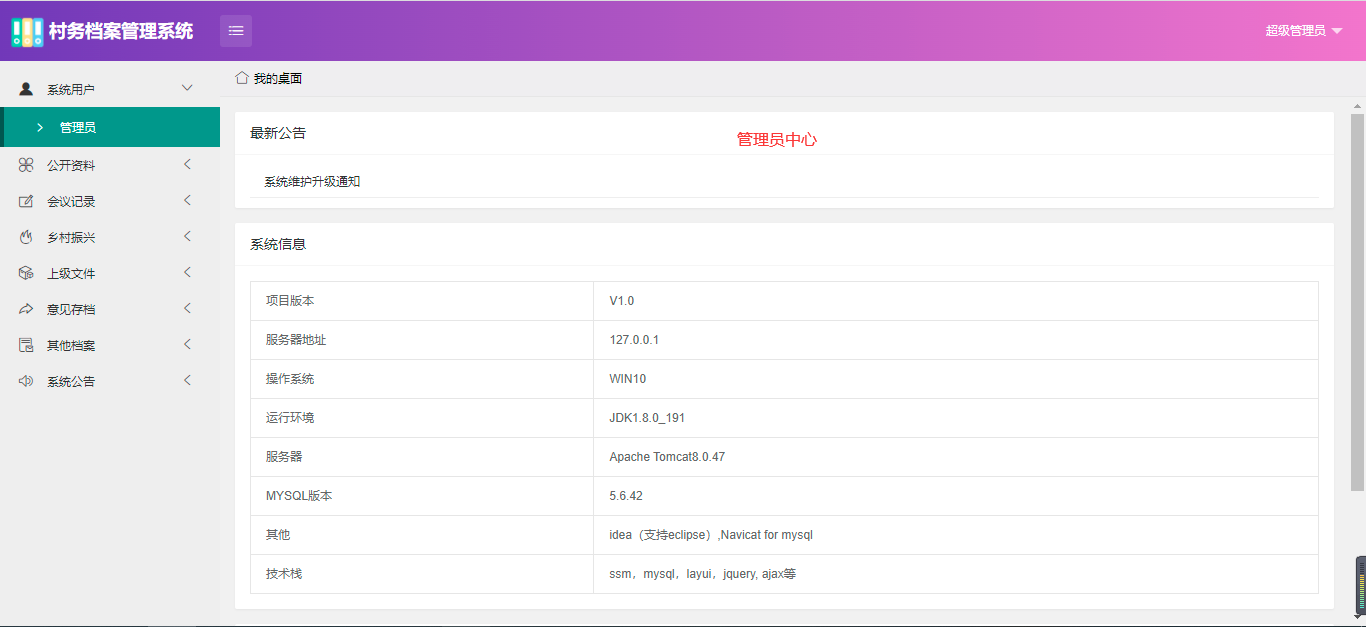 村务档案管理系统
超级管理员
系统用户
管理员
公开资料
会议记录
乡村振兴
上级文件
意见存档
其他档案
系统公告
我的桌面
最新公告
管理员中心
系统维护升级通知
系统信息
项目版本 V1.0
服务器地址 127.0.0.1
操作系统 WIN10
运行环境 JDK1.8.0_191
服务器 Apache Tomcat8.0.47
MYSQL版本 5.6.42
其他 idea（支持eclipse）,Navicat for mysql
技术栈 ssm，mysql，layui，jquery, ajax等